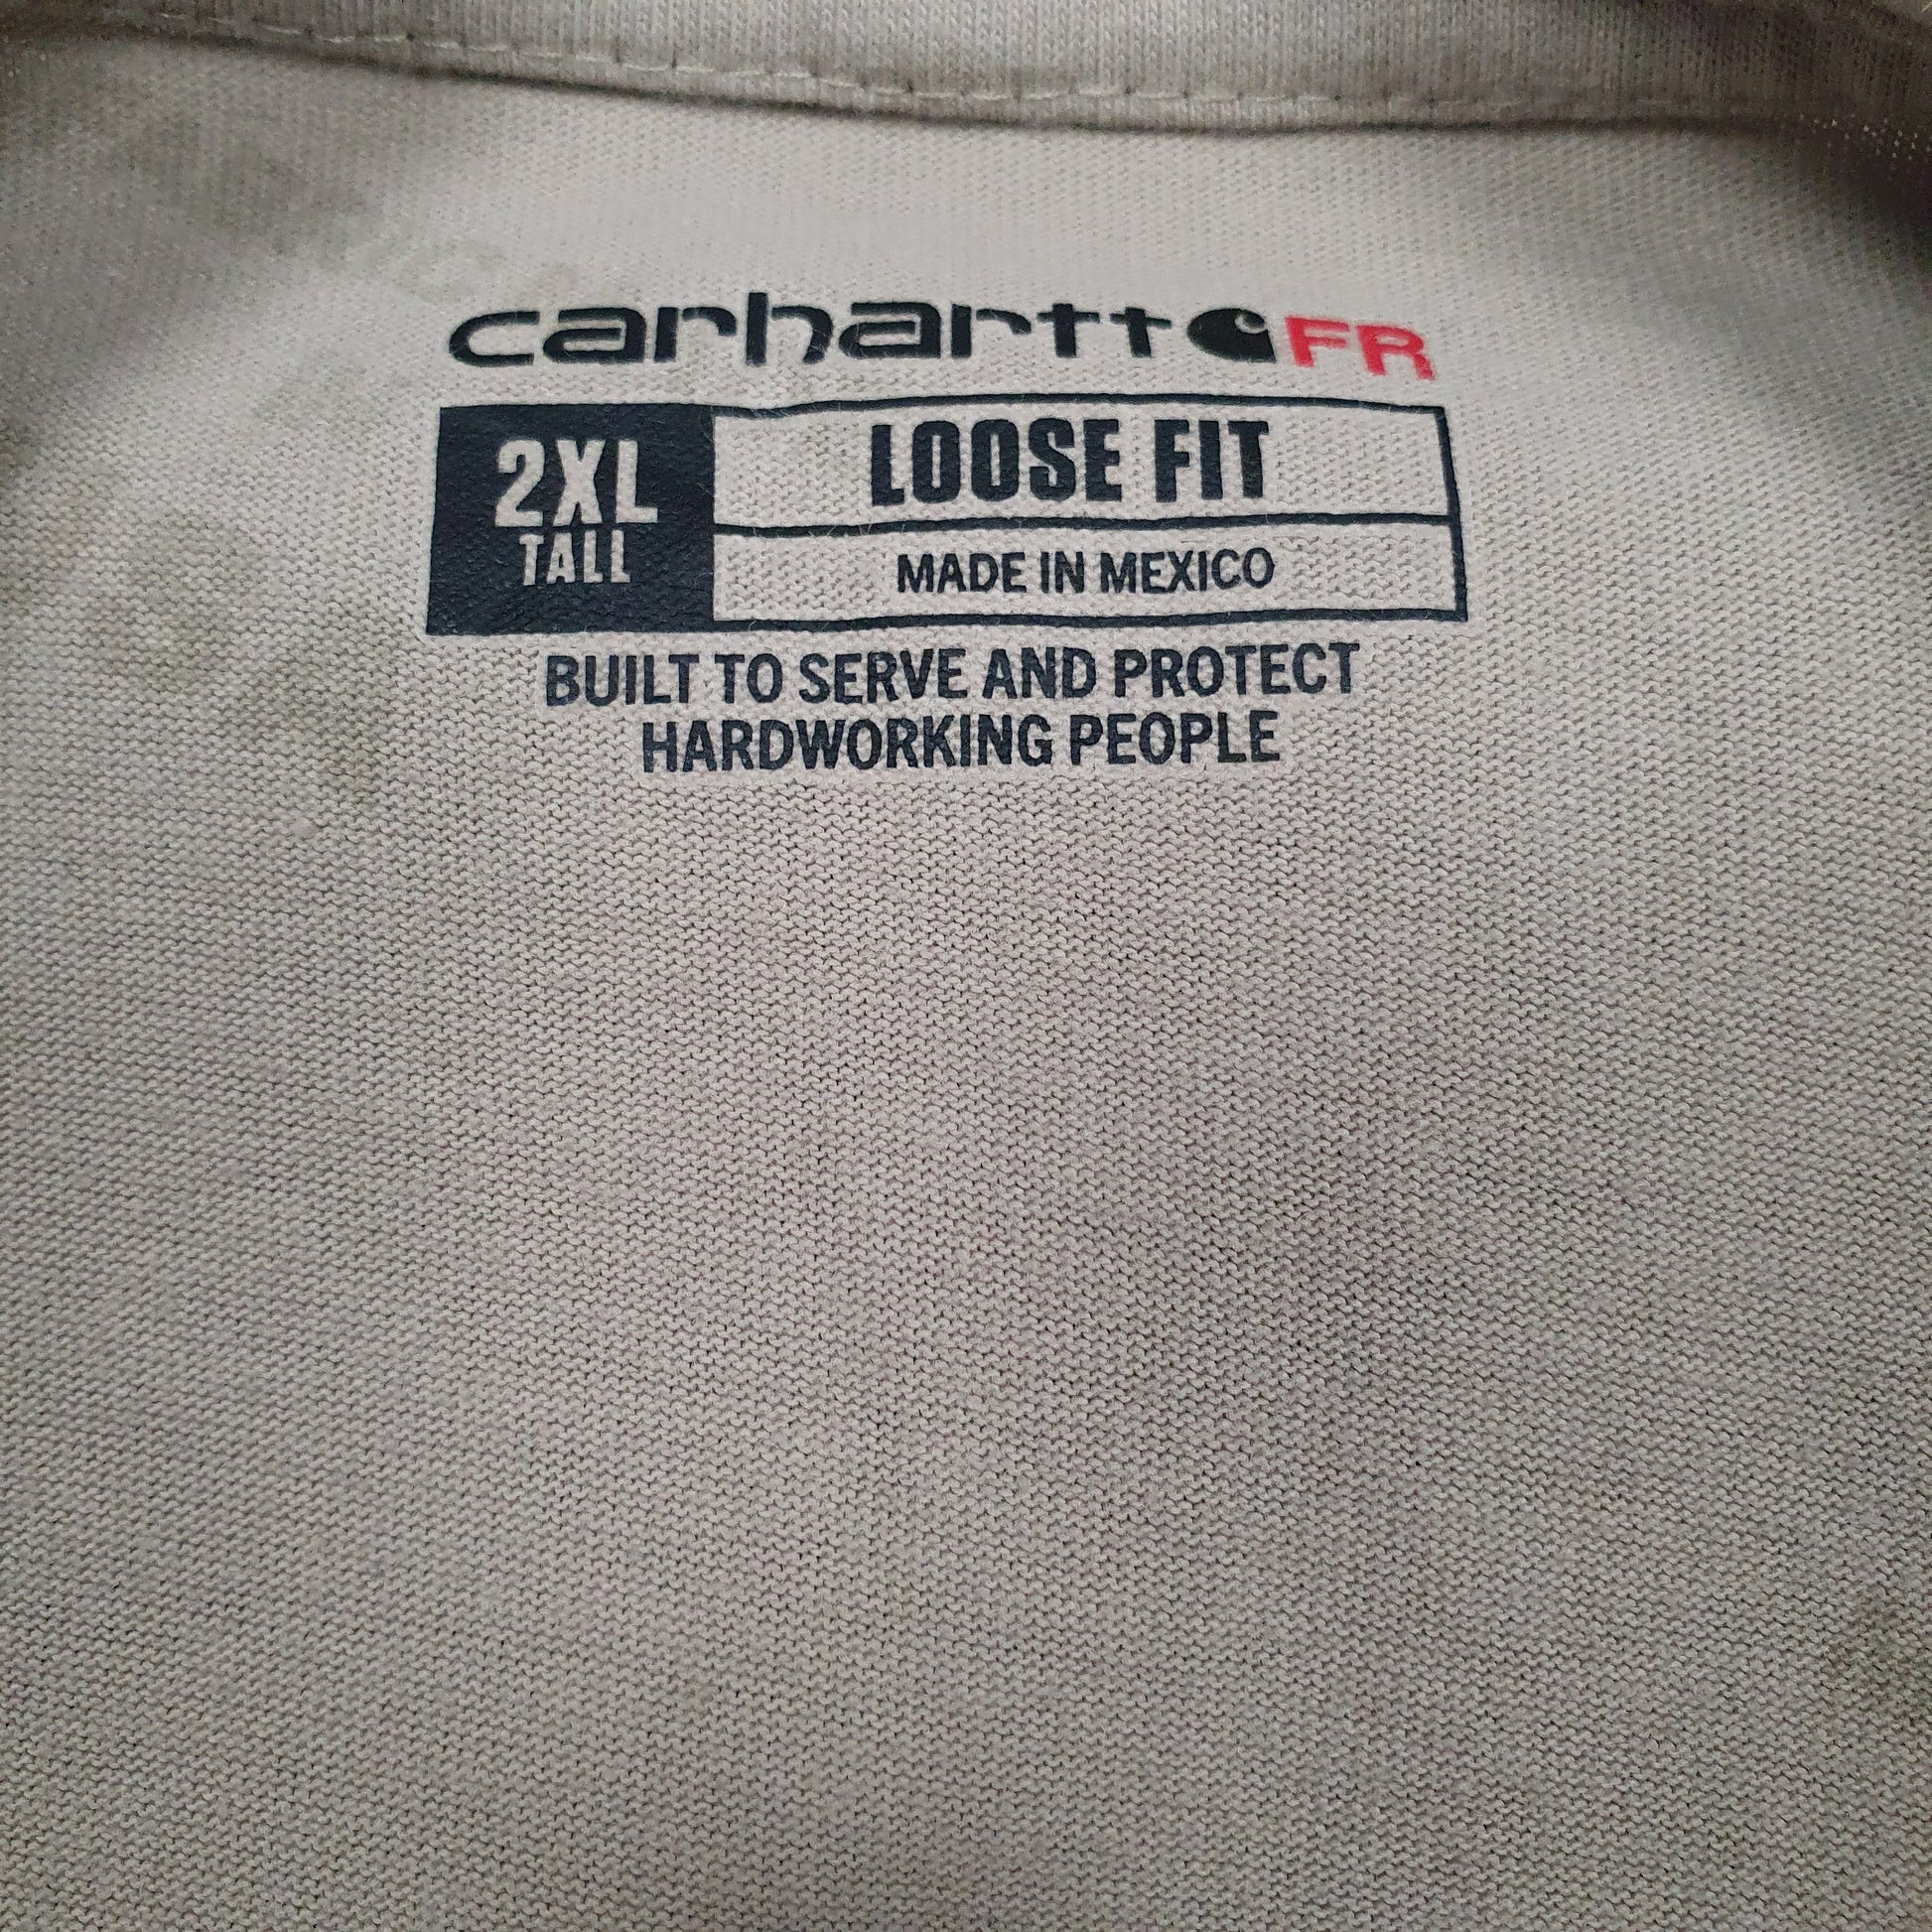 carhartt FR
2XL
TALL
LOOSE FIT
MADE IN MEXICO
BUILT TO SERVE AND PROTECT
HARDWORKING PEOPLE